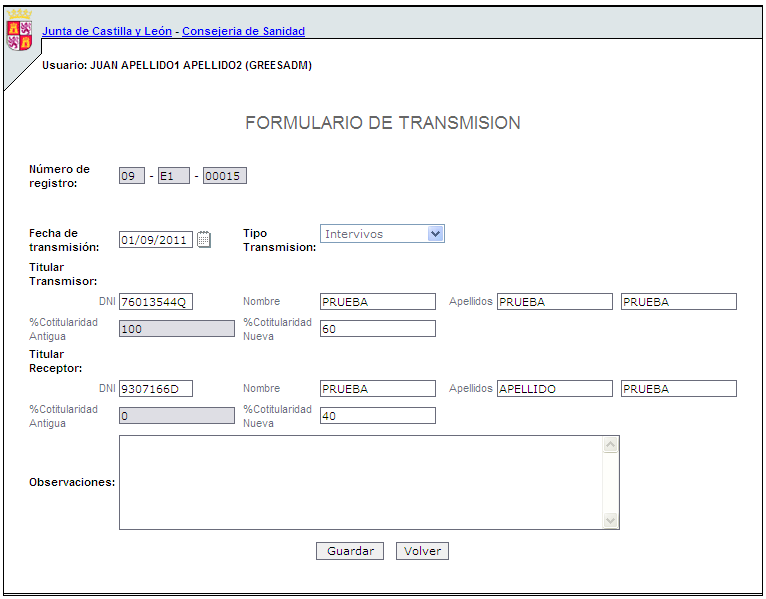 Junta de Castilla y León - Consejeria de Sanidad
Usuario: JUAN APELLIDO1 APELLIDO2 (GREESADM)
FORMULARIO DE TRANSMISION
Número de registro: 09 - E1 - 00015
Fecha de transmisión: 01/09/2011 Tipo Transmision: Intervivos
Titular Transmisor:
DNI 76013544Q Nombre PRUEBA Apellidos PRUEBA PRUEBA
%Cotitularidad Antigua 100 %Cotitularidad Nueva 60
Titular Receptor:
DNI 9307166D Nombre PRUEBA Apellidos APELLIDO PRUEBA
%Cotitularidad Antigua 0 %Cotitularidad Nueva 40
Observaciones:
Guardar Volver